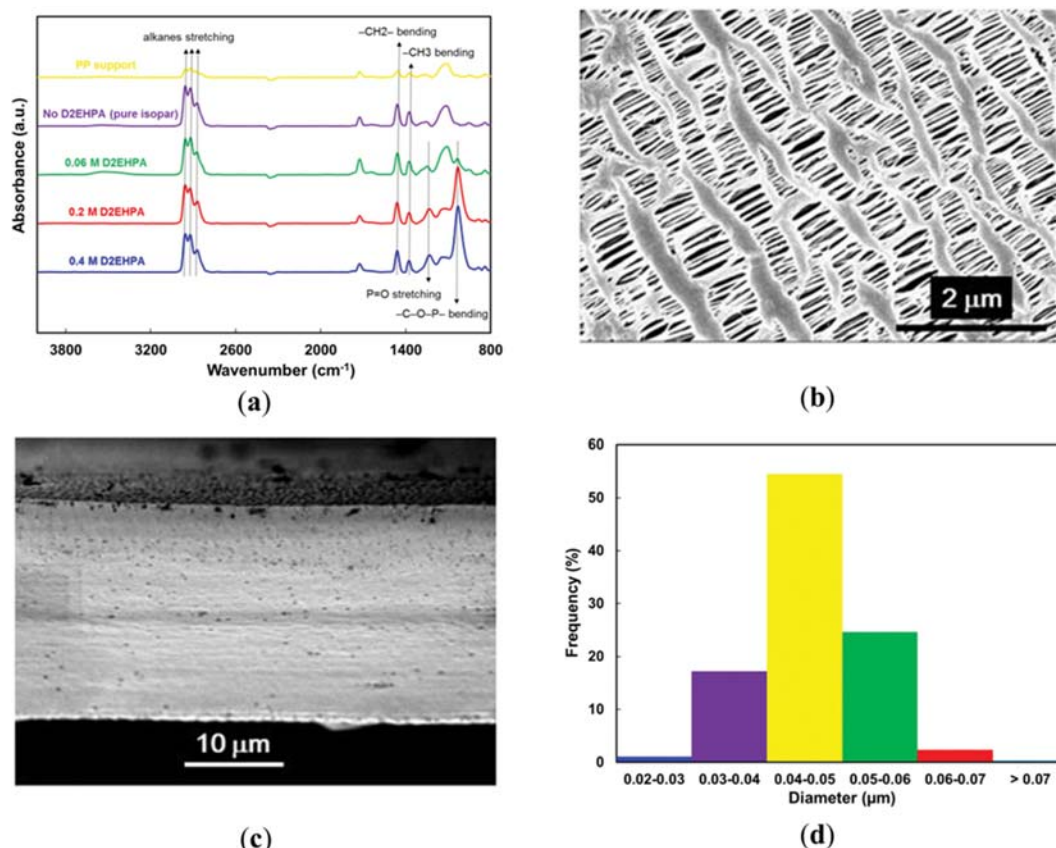 alkanes stretching
–CH2– bending
–CH3 bending
PP support
No D2EHPA (pure isopar)
0.06 M D2EHPA
0.2 M D2EHPA
0.4 M D2EHPA
P=O stretching
–C–O–P– bending
Absorbance (a.u.)
3800 3200 2600 2000 1400 800
Wavenumber (cm⁻¹)
(a)
2 μm
(b)
10 μm
(c)
60
50
40
30
20
10
0
Frequency (%)
0.02-0.03 0.03-0.04 0.04-0.05 0.05-0.06 0.06-0.07 > 0.07
Diameter (μm)
(d)